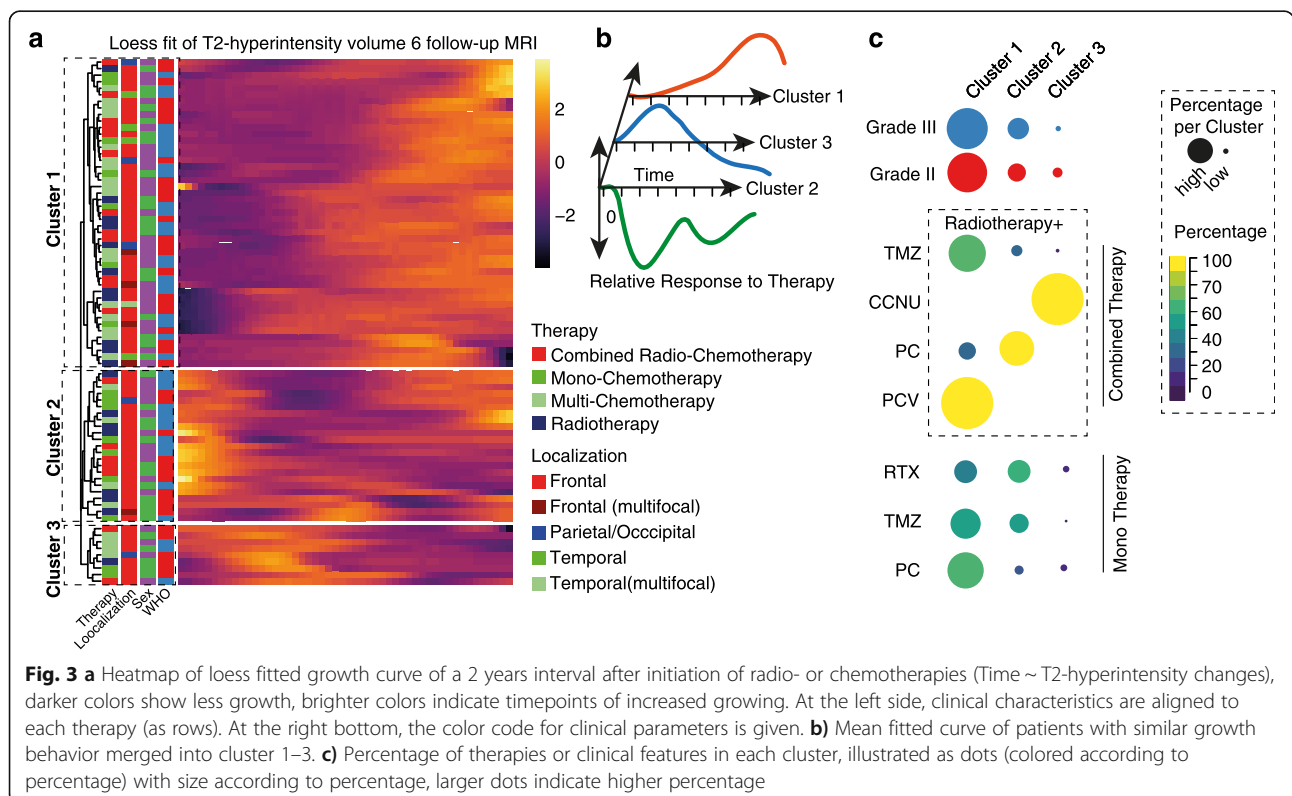 a
Loess fit of T2-hyperintensity volume 6 follow-up MRI
Cluster 1
Cluster 2
Cluster 3
Therapy
Loocalization
Sex
WHO
2
0
−2
b
Cluster 1
Cluster 3
Time
Cluster 2
0
Relative Response to Therapy
Therapy
Combined Radio-Chemotherapy
Mono-Chemotherapy
Multi-Chemotherapy
Radiotherapy
Localization
Frontal
Frontal (multifocal)
Parietal/Occcipital
Temporal
Temporal(multifocal)
c
Cluster 1
Cluster 2
Cluster 3
Grade III
Grade II
Radiotherapy+
TMZ
CCNU
PC
PCV
Combined Therapy
RTX
TMZ
PC
Mono Therapy
Percentage
per Cluster
high
low
Percentage
100
70
60
40
20
0
Fig. 3 a Heatmap of loess fitted growth curve of a 2 years interval after initiation of radio- or chemotherapies (Time ~ T2-hyperintensity changes),
darker colors show less growth, brighter colors indicate timepoints of increased growing. At the left side, clinical characteristics are aligned to
each therapy (as rows). At the right bottom, the color code for clinical parameters is given. b) Mean fitted curve of patients with similar growth
behavior merged into cluster 1–3. c) Percentage of therapies or clinical features in each cluster, illustrated as dots (colored according to
percentage) with size according to percentage, larger dots indicate higher percentage